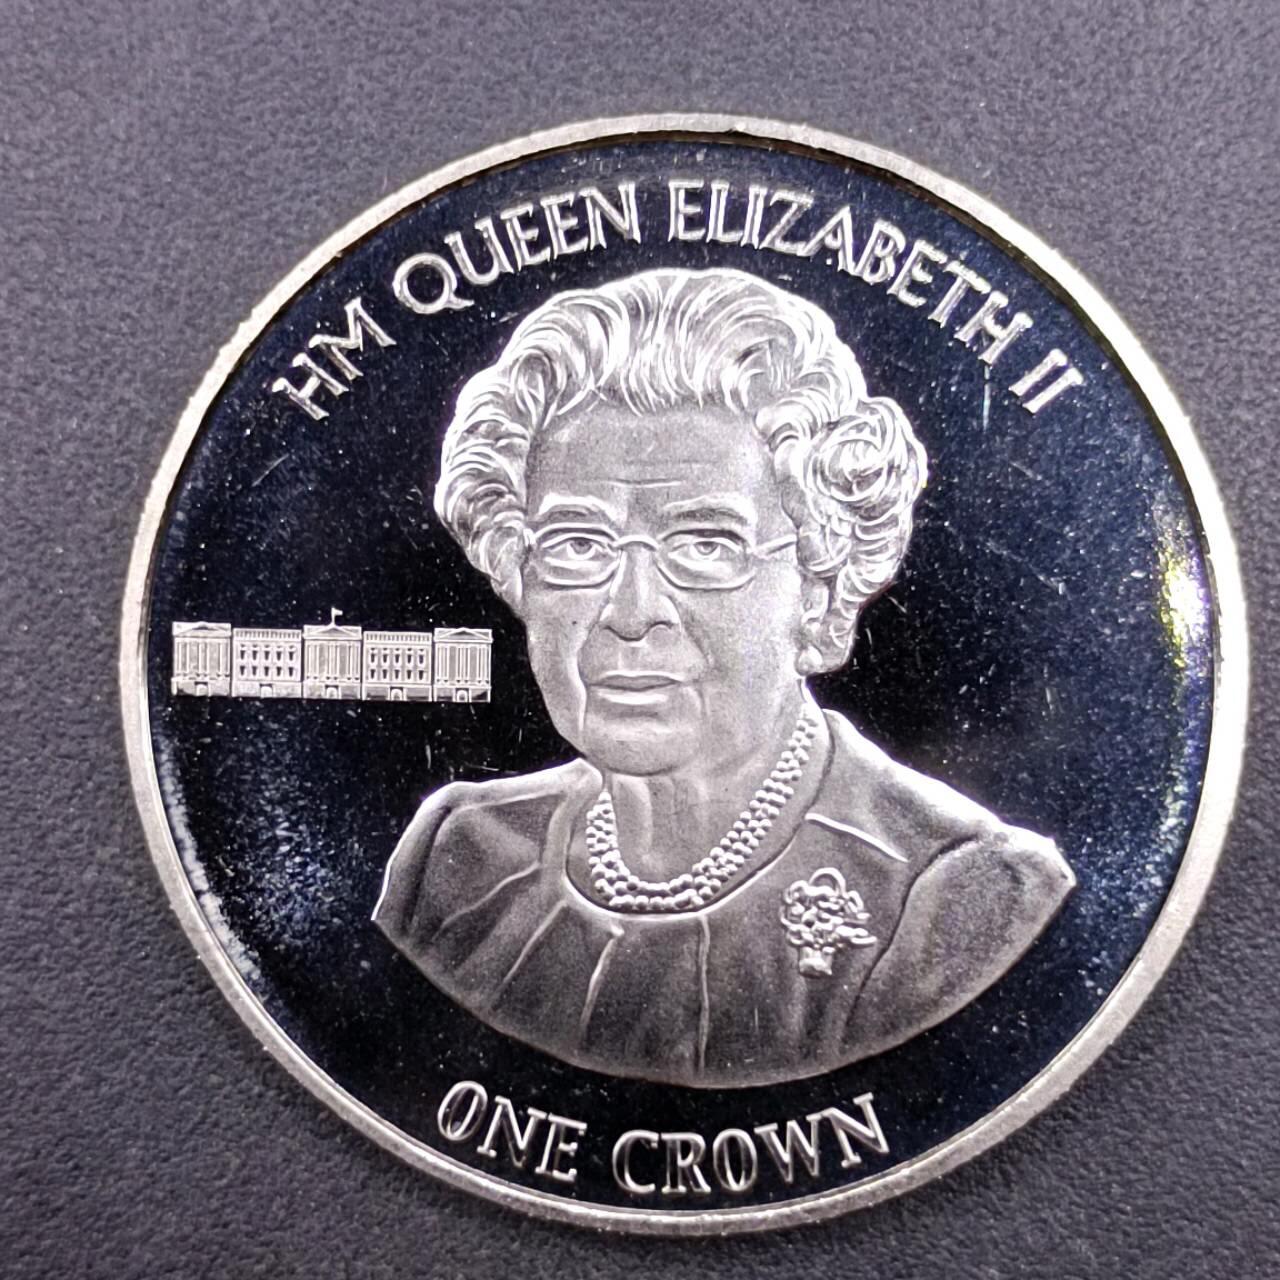 HM QUEEN ELIZABETH II
ONE CROWN